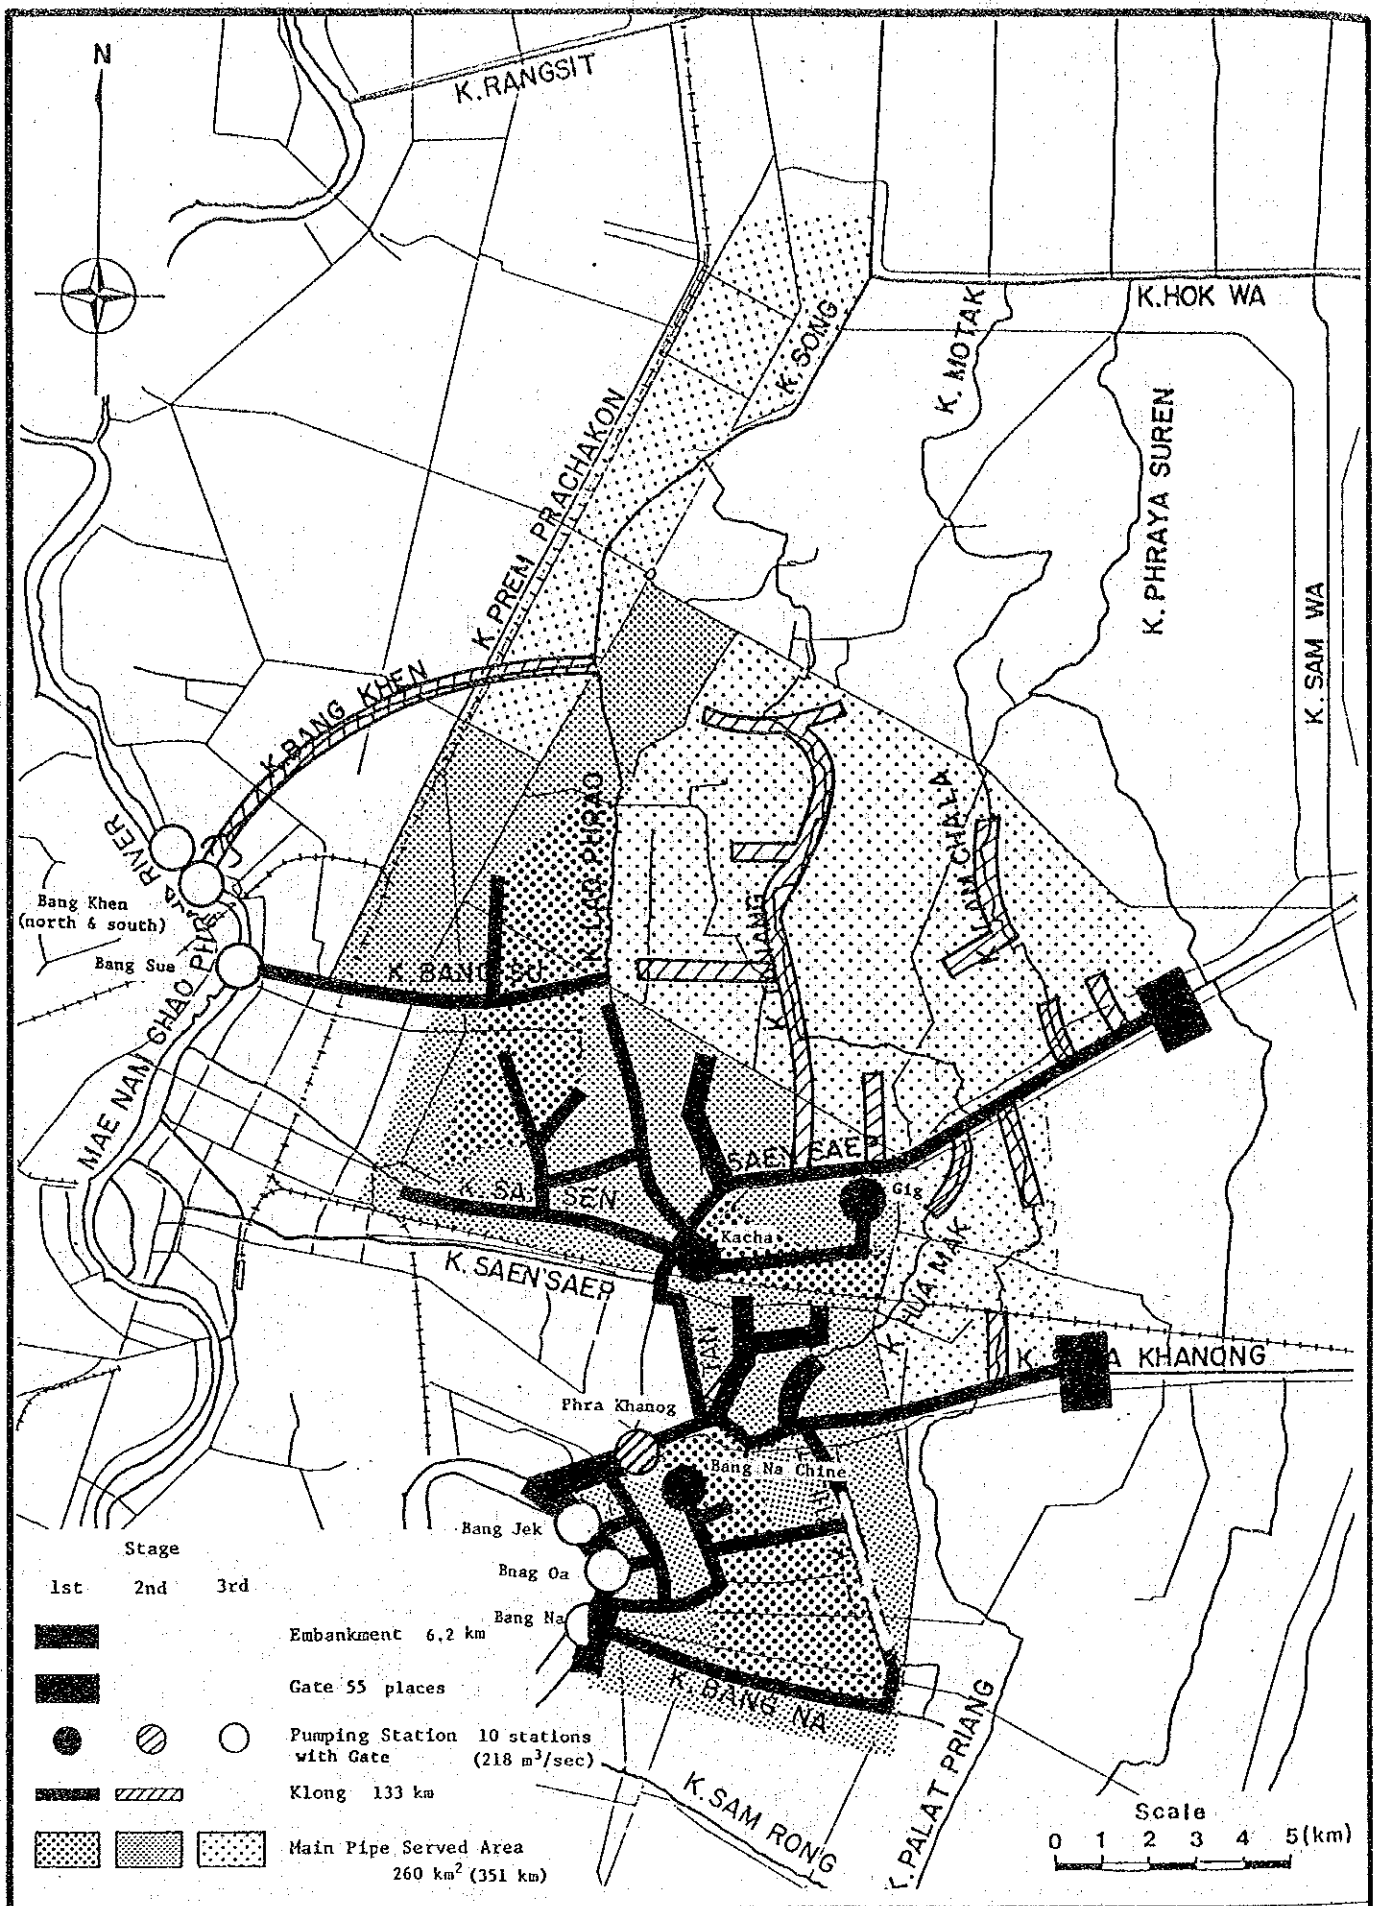 N
K.RANGSIT
K.HOK WA
K. MOTAK
K.SONG
K. PHRAYA SUREN
K. SAM WA
K. PREM PRACHAKON
K.BANG KHEN
RIVER
Bang Khen
(north & south)
Bang Sue
K. BANG SU
K. LAD PHRAO
K. LAM CHALA
MAE NAM CHAO
SAEN SAEP
Gig
SEN
Kacha
K. SAEN SAEP
K. HUA MAK
KHANONG
Phra Khanog
Bang Na Chine
Bang Jek
Bnag Oa
Bang Na
K. BANG NA
K. SAM RONG
K. PALAT PRIANG
Stage
1st 2nd 3rd
Embankment 6.2 km
Gate 55 places
Pumping Station 10 stations
with Gate (218 m³/sec)
Klong 133 km
Main Pipe Served Area
260 km² (351 km)
Scale
0 1 2 3 4 5(km)